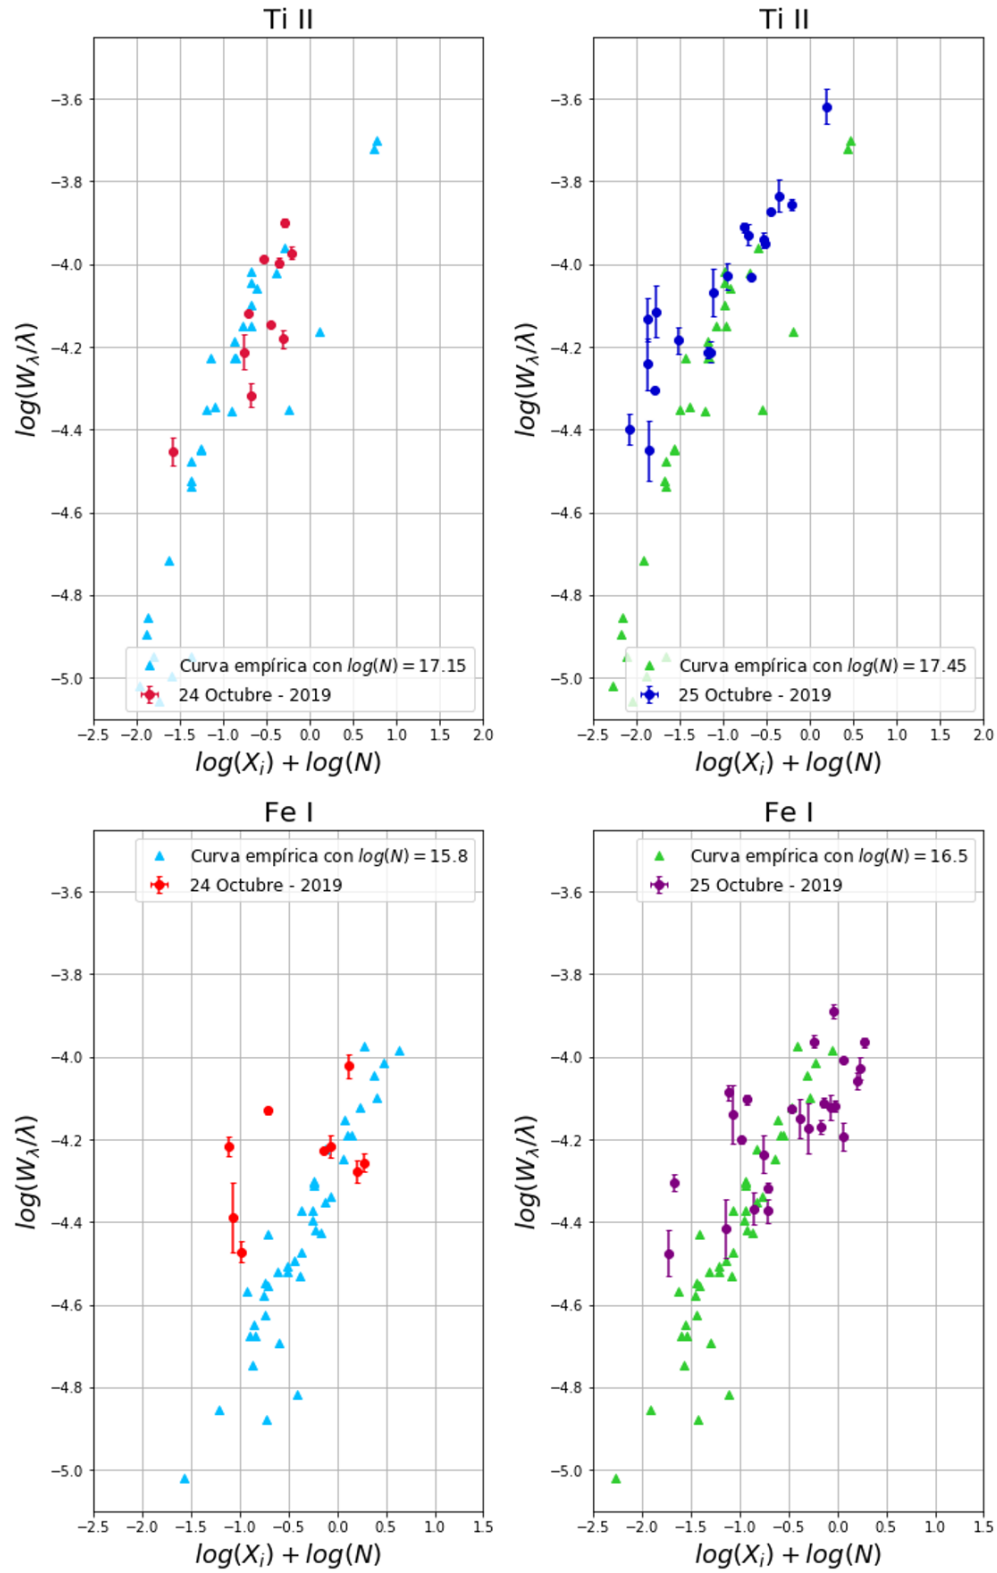 Ti II
Ti II
−3.6
−3.8
−4.0
−4.2
−4.4
−4.6
−4.8
−5.0
log(Wλ/λ)
Curva empírica con log(N) = 17.15
24 Octubre - 2019
−2.5 −2.0 −1.5 −1.0 −0.5 0.0 0.5 1.0 1.5 2.0
log(Xi) + log(N)
−3.6
−3.8
−4.0
−4.2
−4.4
−4.6
−4.8
−5.0
log(Wλ/λ)
Curva empírica con log(N) = 17.45
25 Octubre - 2019
−2.5 −2.0 −1.5 −1.0 −0.5 0.0 0.5 1.0 1.5 2.0
log(Xi) + log(N)
Fe I
Fe I
Curva empírica con log(N) = 15.8
24 Octubre - 2019
−3.6
−3.8
−4.0
−4.2
−4.4
−4.6
−4.8
−5.0
log(Wλ/λ)
−2.5 −2.0 −1.5 −1.0 −0.5 0.0 0.5 1.0 1.5
log(Xi) + log(N)
Curva empírica con log(N) = 16.5
25 Octubre - 2019
−3.6
−3.8
−4.0
−4.2
−4.4
−4.6
−4.8
−5.0
log(Wλ/λ)
−2.5 −2.0 −1.5 −1.0 −0.5 0.0 0.5 1.0 1.5
log(Xi) + log(N)